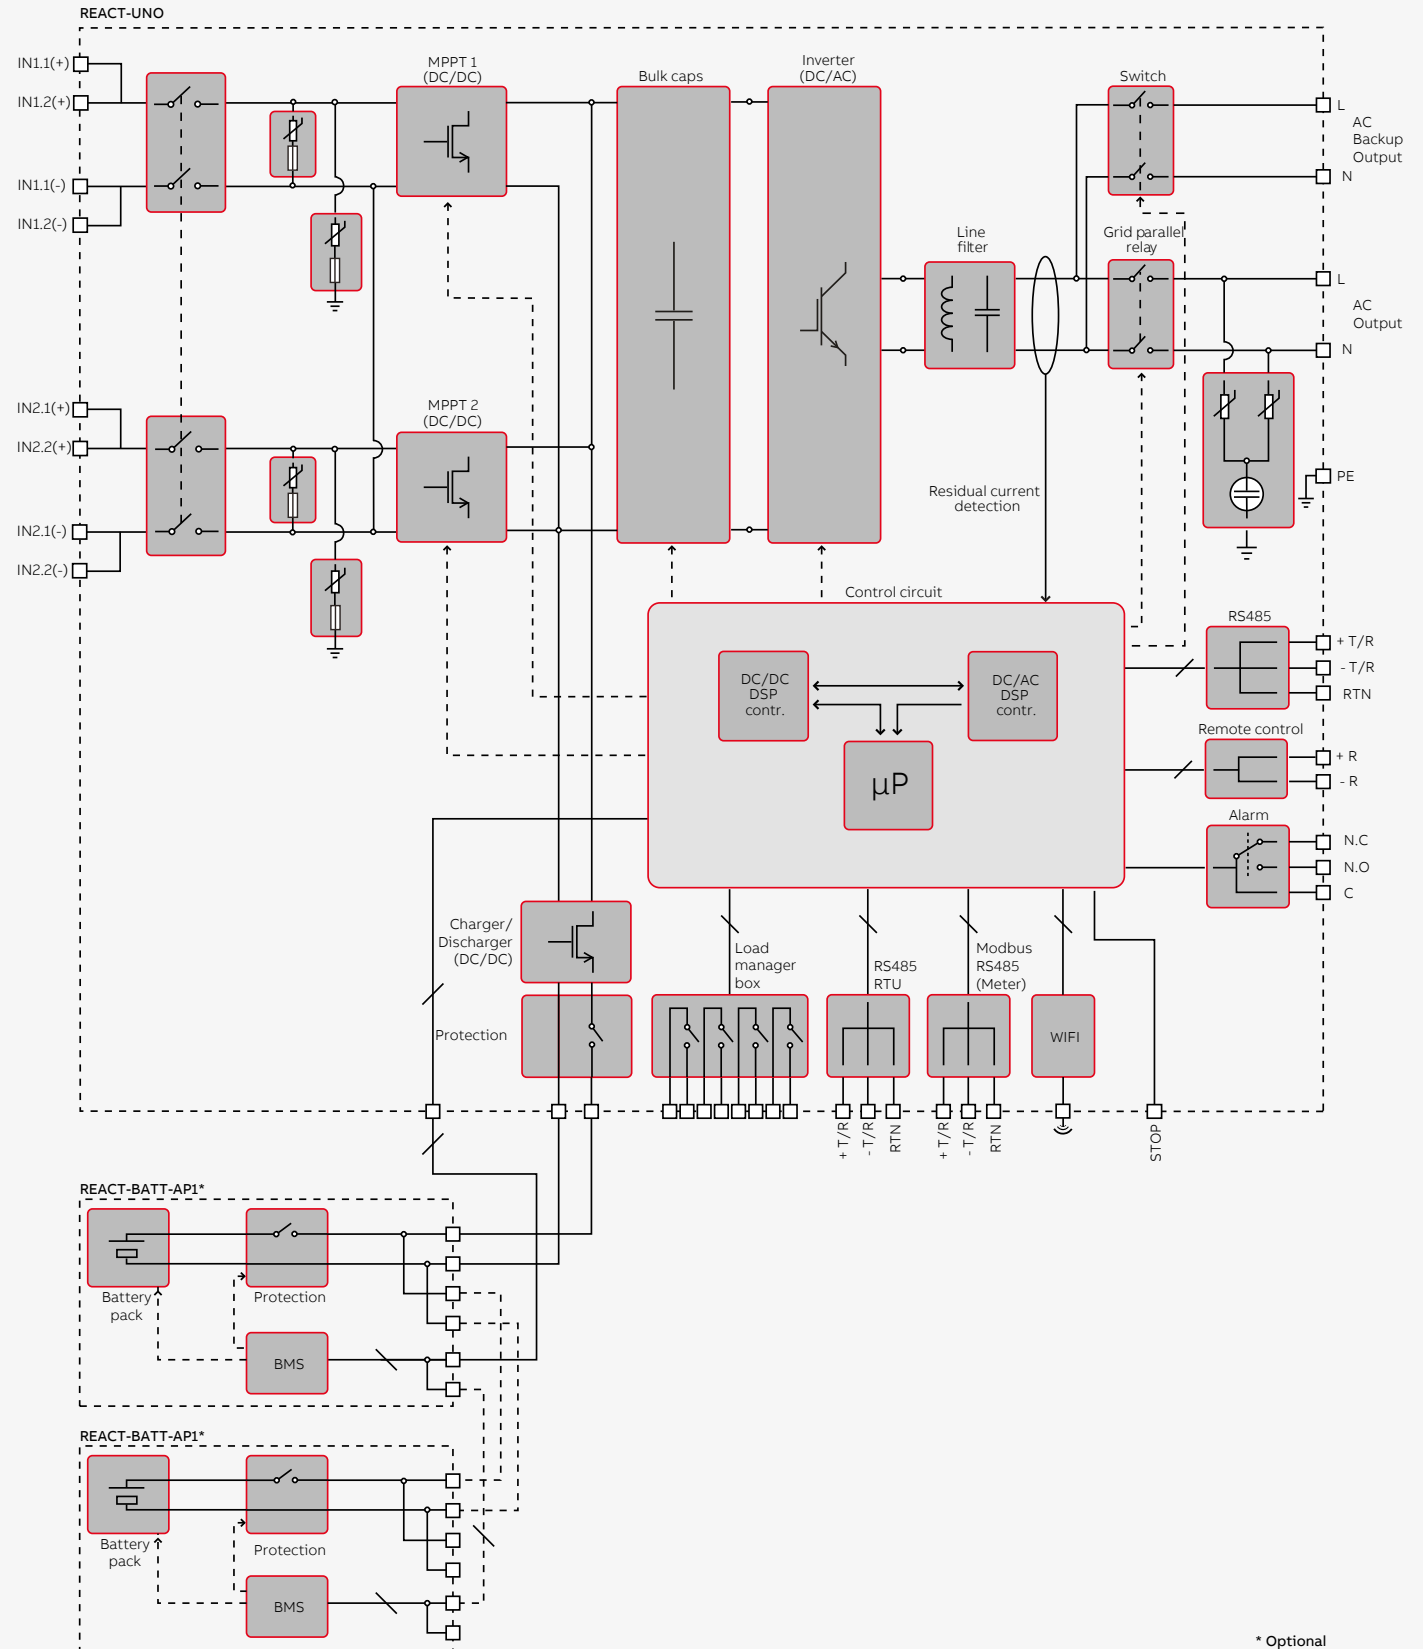 REACT-UNO
IN1.1(+)
IN1.2(+)
IN1.1(-)
IN1.2(-)
MPPT 1
(DC/DC)
Bulk caps
Inverter
(DC/AC)
Switch
L
AC
Backup
Output
N
Line
filter
Grid parallel
relay
L
AC
Output
N
IN2.1(+)
IN2.2(+)
IN2.1(-)
IN2.2(-)
MPPT 2
(DC/DC)
Residual current
detection
PE
Control circuit
DC/DC
DSP
contr.
DC/AC
DSP
contr.
µP
RS485
+ T/R
- T/R
RTN
Remote control
+ R
- R
Alarm
N.C
N.O
C
Charger/
Discharger
(DC/DC)
Protection
Load
manager
box
RS485
RTU
Modbus
RS485
(Meter)
WIFI
+ T/R
- T/R
RTN
+ T/R
- T/R
RTN
STOP
REACT-BATT-AP1*
Battery
pack
Protection
BMS
REACT-BATT-AP1*
Battery
pack
Protection
BMS
* Optional